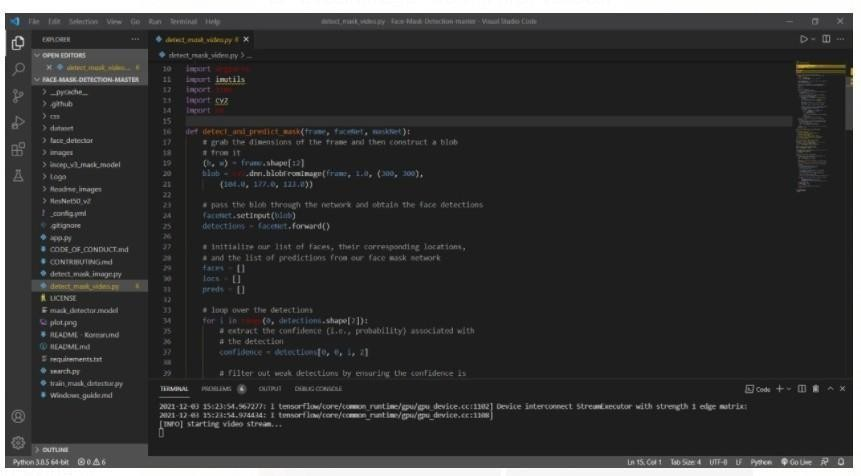 File Edit Selection View Go Run Terminal Help
detect_mask_video.py - Face-Mask-Detection-master - Visual Studio Code
EXPLORER
OPEN EDITORS
detect_mask_video... 6
FACE-MASK-DETECTION-MASTER
__pycache__
.github
css
dataset
face_detector
images
incep_v3_mask_model
Logo
Readme_images
ResNet50_v2
_config.yml
.gitignore
app.py
CODE_OF_CONDUCT.md
CONTRIBUTING.md
detect_mask_image.py
detect_mask_video.py 6
LICENSE
mask_detector.model
plot.png
README - Korean.md
README.md
requirements.txt
search.py
train_mask_detector.py
Windows_guide.md
OUTLINE
detect_mask_video.py 6
detect_mask_video.py > ...
10 import
11 import imutils
12 import time
13 import cv2
14 import os
15
16 def detect_and_predict_mask(frame, faceNet, maskNet):
17 # grab the dimensions of the frame and then construct a blob
18 # from it
19 (h, w) = frame.shape[:2]
20 blob = cv2.dnn.blobFromImage(frame, 1.0, (300, 300),
21 (104.0, 177.0, 123.0))
22
23 # pass the blob through the network and obtain the face detections
24 faceNet.setInput(blob)
25 detections = faceNet.forward()
26
27 # initialize our list of faces, their corresponding locations,
28 # and the list of predictions from our face mask network
29 faces = []
30 locs = []
31 preds = []
32
33 # loop over the detections
34 for i in range(0, detections.shape[2]):
35 # extract the confidence (i.e., probability) associated with
36 # the detection
37 confidence = detections[0, 0, i, 2]
38
39 # filter out weak detections by ensuring the confidence is
TERMINAL PROBLEMS 6 OUTPUT DEBUG CONSOLE
Code
2021-12-03 15:23:54.967277: I tensorflow/core/common_runtime/gpu/gpu_device.cc:1102] Device interconnect StreamExecutor with strength 1 edge matrix:
2021-12-03 15:23:54.974434: I tensorflow/core/common_runtime/gpu/gpu_device.cc:1108]
[INFO] starting video stream...
Python 3.8.5 64-bit 0 6
Ln 15, Col 1 Tab Size: 4 UTF-8 LF Python Go Live